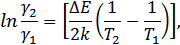 ln γ₂/γ₁ = [ΔE/2k (1/T₂ − 1/T₁)],